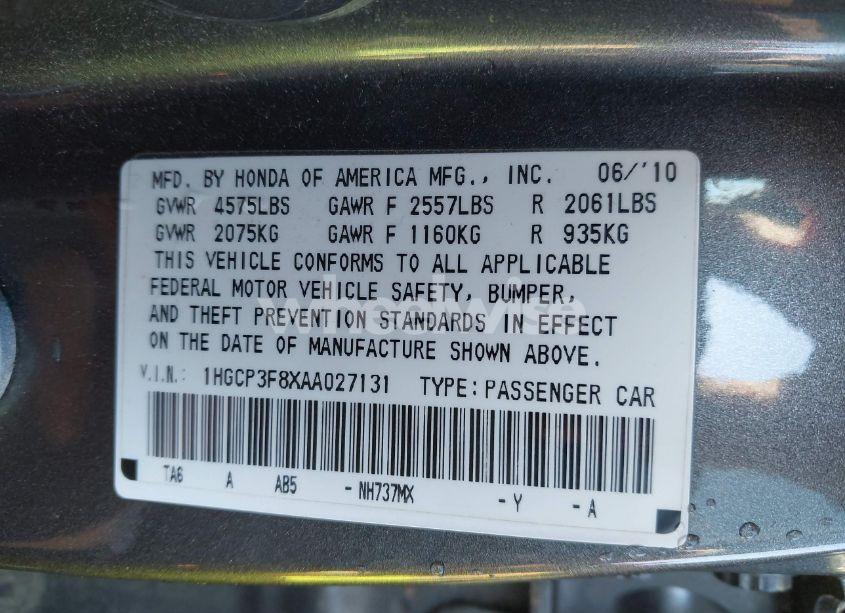 MFD. BY HONDA OF AMERICA MFG., INC. 06/'10
GVWR 4575LBS GAWR F 2557LBS R 2061LBS
GVWR 2075KG GAWR F 1160KG R 935KG
THIS VEHICLE CONFORMS TO ALL APPLICABLE
FEDERAL MOTOR VEHICLE SAFETY, BUMPER,
AND THEFT PREVENTION STANDARDS IN EFFECT
ON THE DATE OF MANUFACTURE SHOWN ABOVE.
V.I.N.: 1HGCP3F8XAA027131 TYPE: PASSENGER CAR
TA6 A AB5 - NH737MX - Y - A
wheelwise